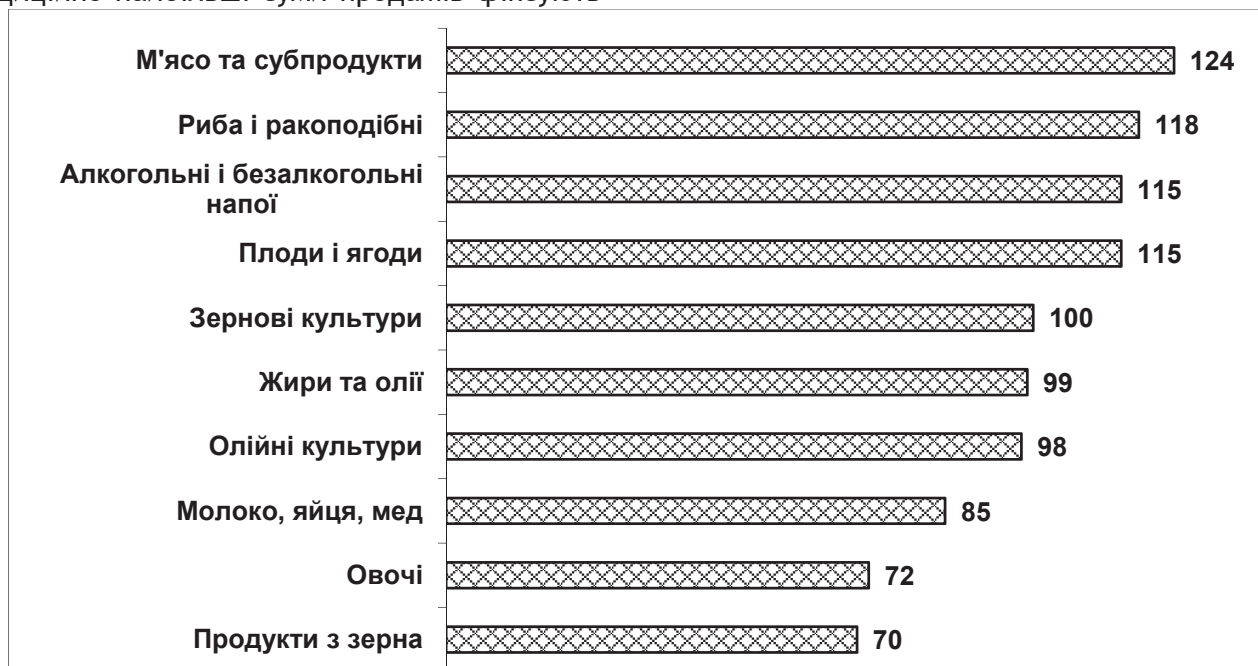 М'ясо та субпродукти 124
Риба і ракоподібні 118
Алкогольні і безалкогольні
напої 115
Плоди і ягоди 115
Зернові культури 100
Жири та олії 99
Олійні культури 98
Молоко, яйця, мед 85
Овочі 72
Продукти з зерна 70